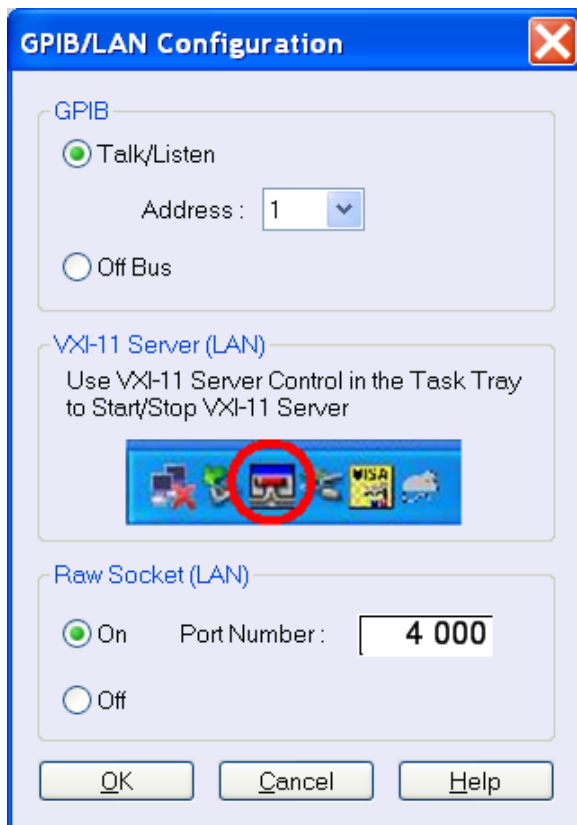 GPIB/LAN Configuration
GPIB
Talk/Listen
Address : 1
Off Bus
VXI-11 Server (LAN)
Use VXI-11 Server Control in the Task Tray
to Start/Stop VXI-11 Server
VISA
Raw Socket (LAN)
On Port Number : 4 000
Off
OK Cancel Help